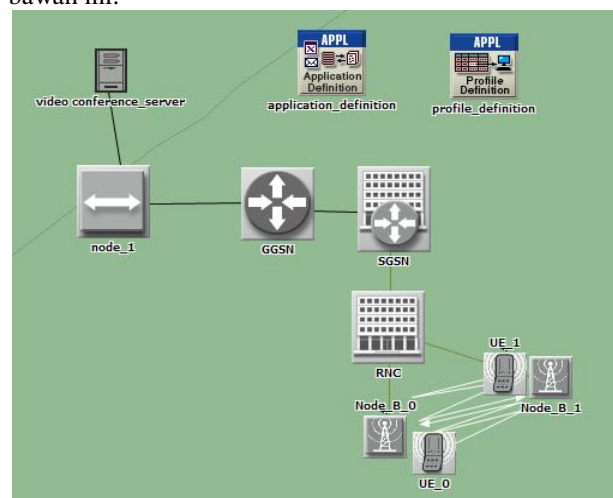 bawah ini:
APPL
Application
Definition
application_definition
APPL
Profile
Definition
profile_definition
video conference_server
node_1
GGSN
SGSN
RNC
UE_1
Node_B_1
Node_B_0
UE_0